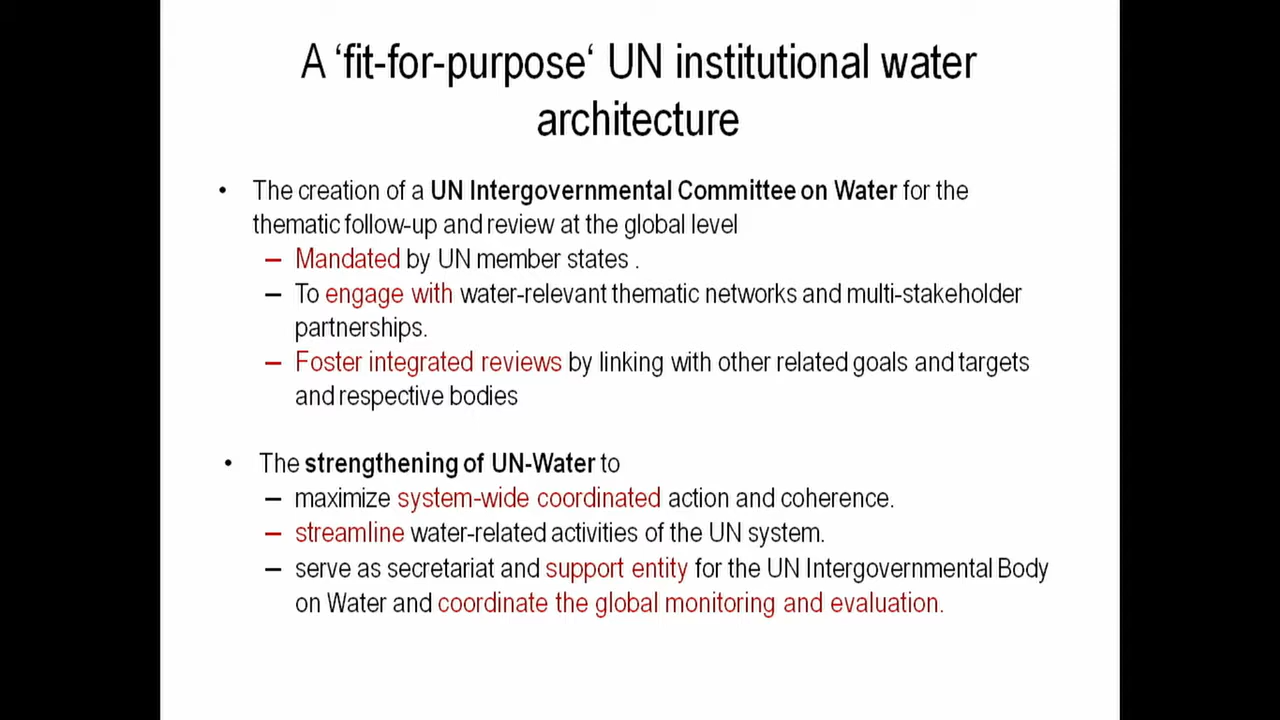 A ‘fit-for-purpose‘ UN institutional water
architecture
• The creation of a UN Intergovernmental Committee on Water for the
thematic follow-up and review at the global level
– Mandated by UN member states .
– To engage with water-relevant thematic networks and multi-stakeholder
partnerships.
– Foster integrated reviews by linking with other related goals and targets
and respective bodies
• The strengthening of UN-Water to
– maximize system-wide coordinated action and coherence.
– streamline water-related activities of the UN system.
– serve as secretariat and support entity for the UN Intergovernmental Body
on Water and coordinate the global monitoring and evaluation.